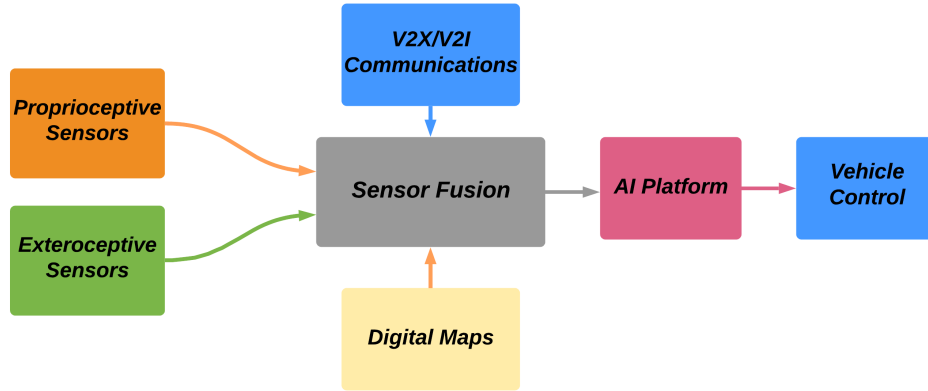 V2X/V2I
Communications
Proprioceptive
Sensors
Sensor Fusion
AI Platform
Vehicle
Control
Exteroceptive
Sensors
Digital Maps